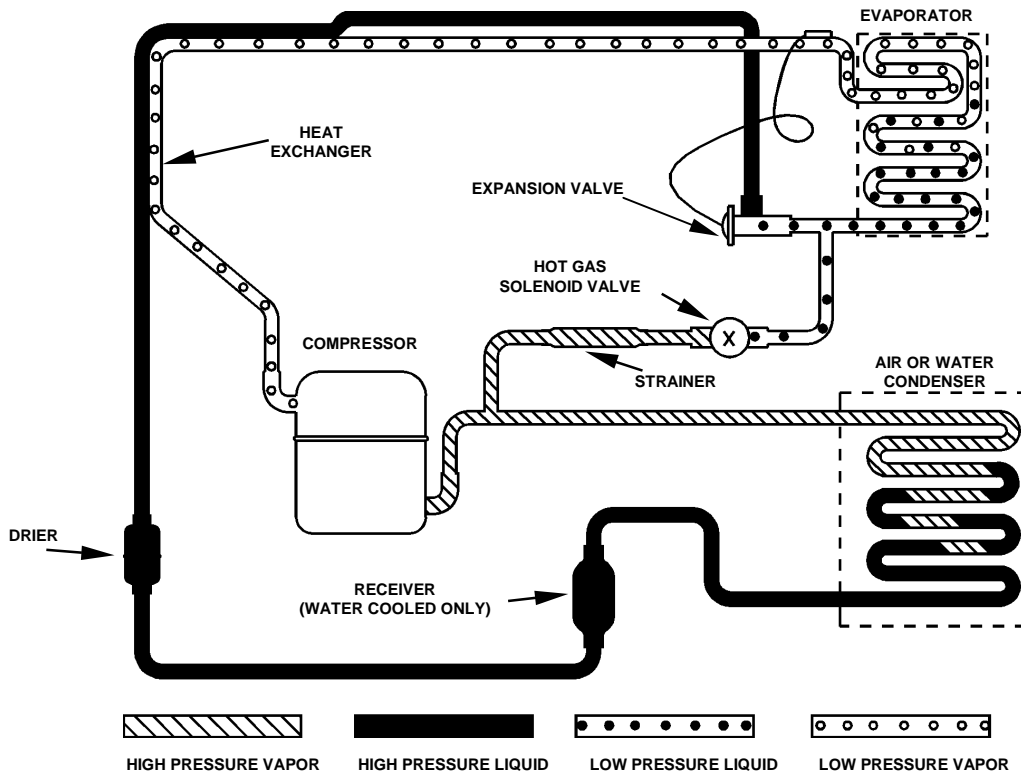 EVAPORATOR
HEAT
EXCHANGER
EXPANSION VALVE
HOT GAS
SOLENOID VALVE
X
COMPRESSOR
STRAINER
AIR OR WATER
CONDENSER
DRIER
RECEIVER
(WATER COOLED ONLY)
HIGH PRESSURE VAPOR
HIGH PRESSURE LIQUID
LOW PRESSURE LIQUID
LOW PRESSURE VAPOR